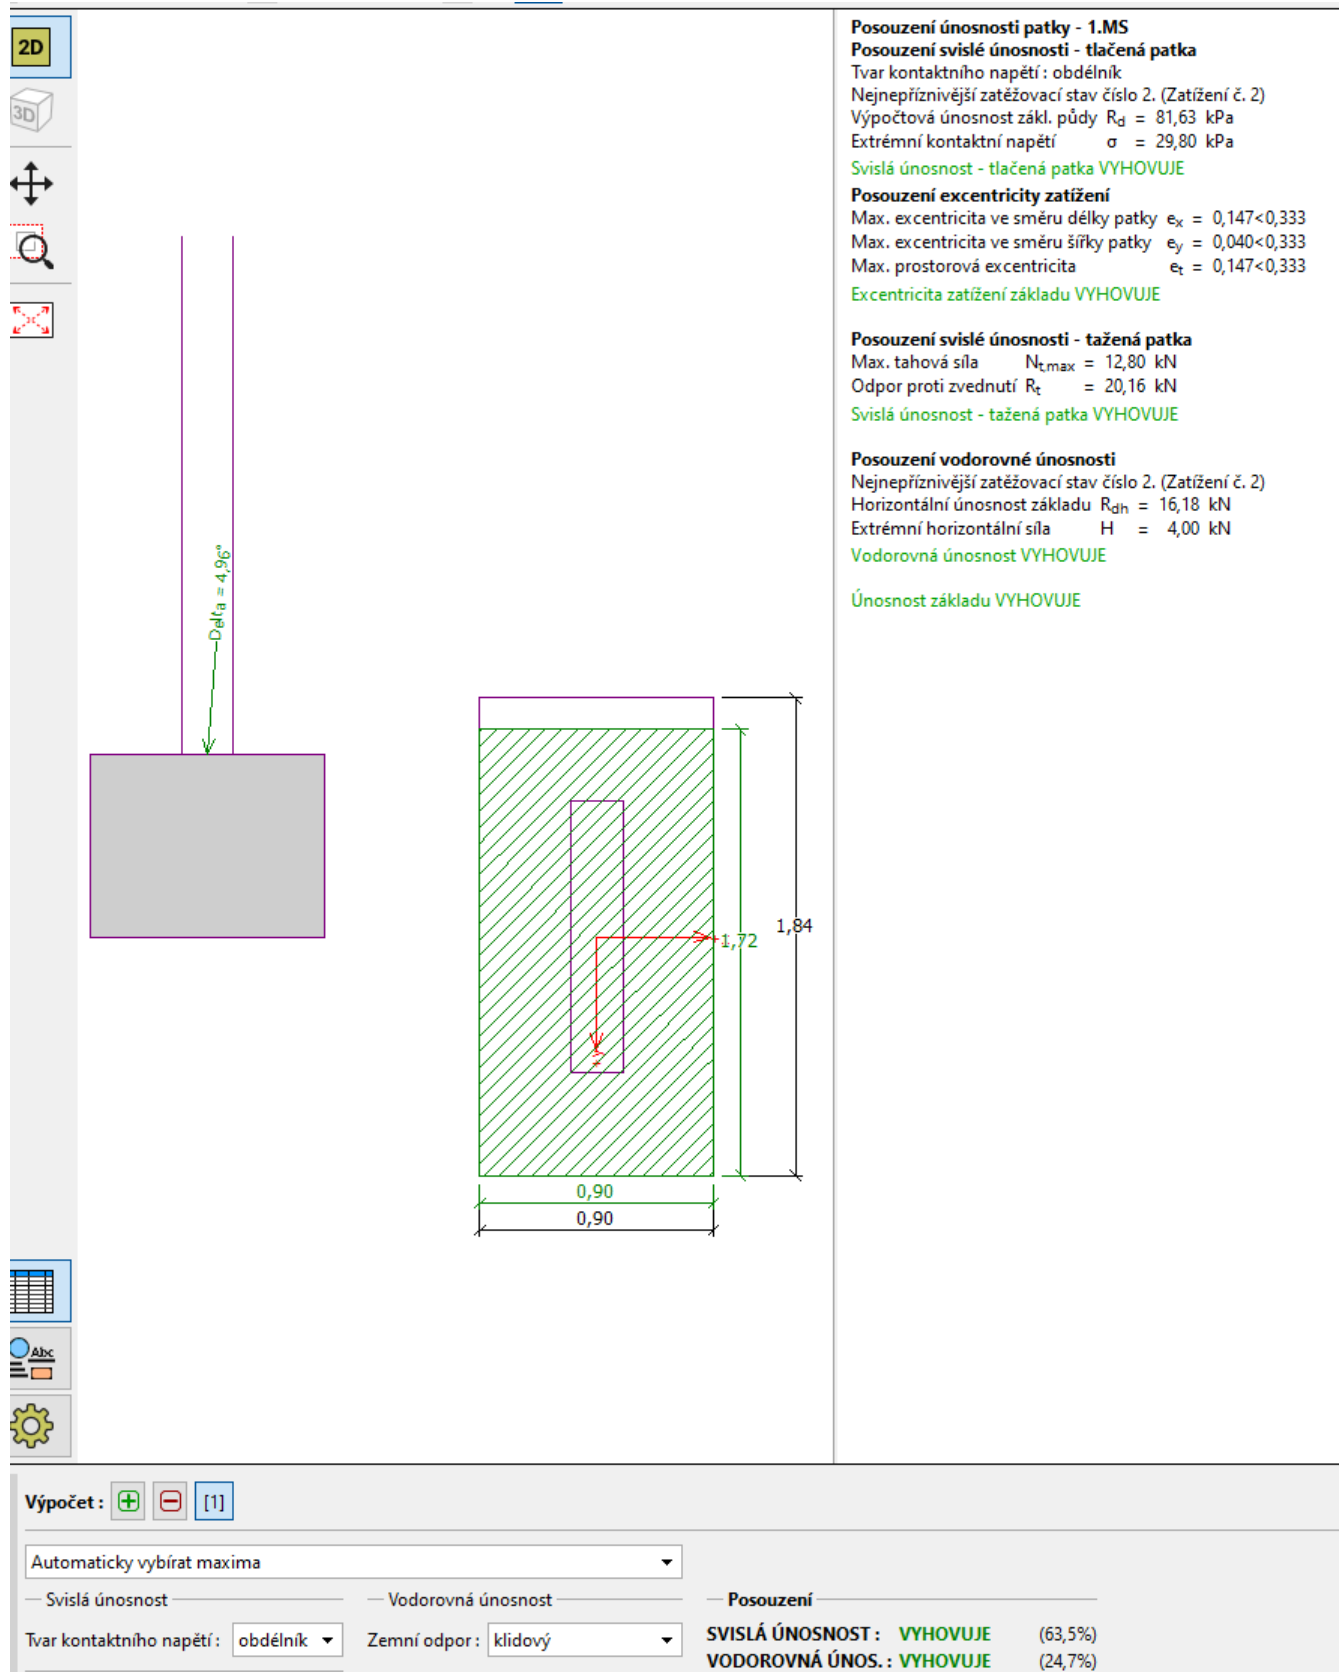 2D
3D
Delta = 4,96°
1,84
1,72
0,90
0,90
Posouzení únosnosti patky - 1.MS
Posouzení svislé únosnosti - tlačená patka
Tvar kontaktního napětí : obdélník
Nejnepříznivější zatěžovací stav číslo 2. (Zatížení č. 2)
Výpočtová únosnost zákl. půdy Rd = 81,63 kPa
Extrémní kontaktní napětí σ = 29,80 kPa
Svislá únosnost - tlačená patka VYHOVUJE
Posouzení excentricity zatížení
Max. excentricita ve směru délky patky ex = 0,147<0,333
Max. excentricita ve směru šířky patky ey = 0,040<0,333
Max. prostorová excentricita et = 0,147<0,333
Excentricita zatížení základu VYHOVUJE
Posouzení svislé únosnosti - tažená patka
Max. tahová síla Nt,max = 12,80 kN
Odpor proti zvednutí Rt = 20,16 kN
Svislá únosnost - tažená patka VYHOVUJE
Posouzení vodorovné únosnosti
Nejnepříznivější zatěžovací stav číslo 2. (Zatížení č. 2)
Horizontální únosnost základu Rdh = 16,18 kN
Extrémní horizontální síla H = 4,00 kN
Vodorovná únosnost VYHOVUJE
Únosnost základu VYHOVUJE
Abc
Výpočet : [1]
Automaticky vybírat maxima
Svislá únosnost
Vodorovná únosnost
Posouzení
Tvar kontaktního napětí : obdélník
Zemní odpor : klidový
SVISLÁ ÚNOSNOST : VYHOVUJE (63,5%)
VODOROVNÁ ÚNOS. : VYHOVUJE (24,7%)